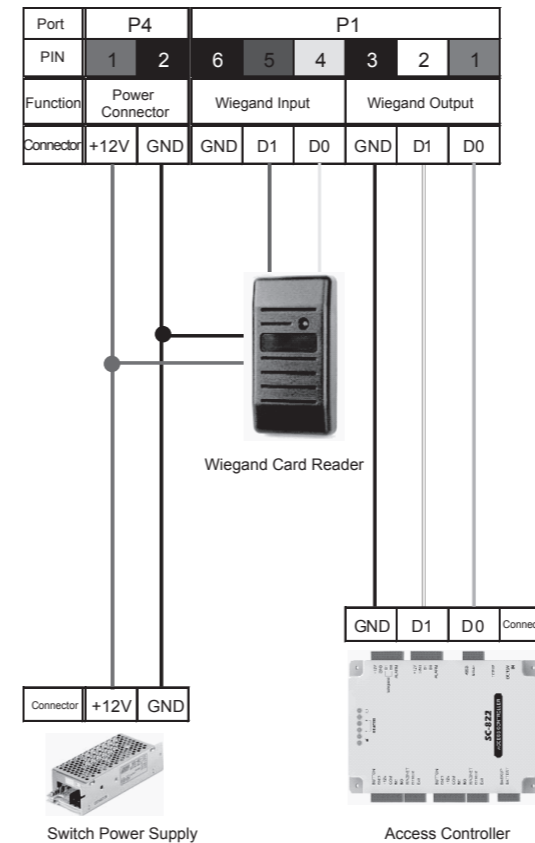 Port P4 P1
PIN 1 2 6 5 4 3 2 1
Function Power Connector Wiegand Input Wiegand Output
Connector +12V GND GND D1 D0 GND D1 D0
Wiegand Card Reader
GND D1 D0
Connector +12V GND
SC-822
ACCESS CONTROLLER
Switch Power Supply Access Controller